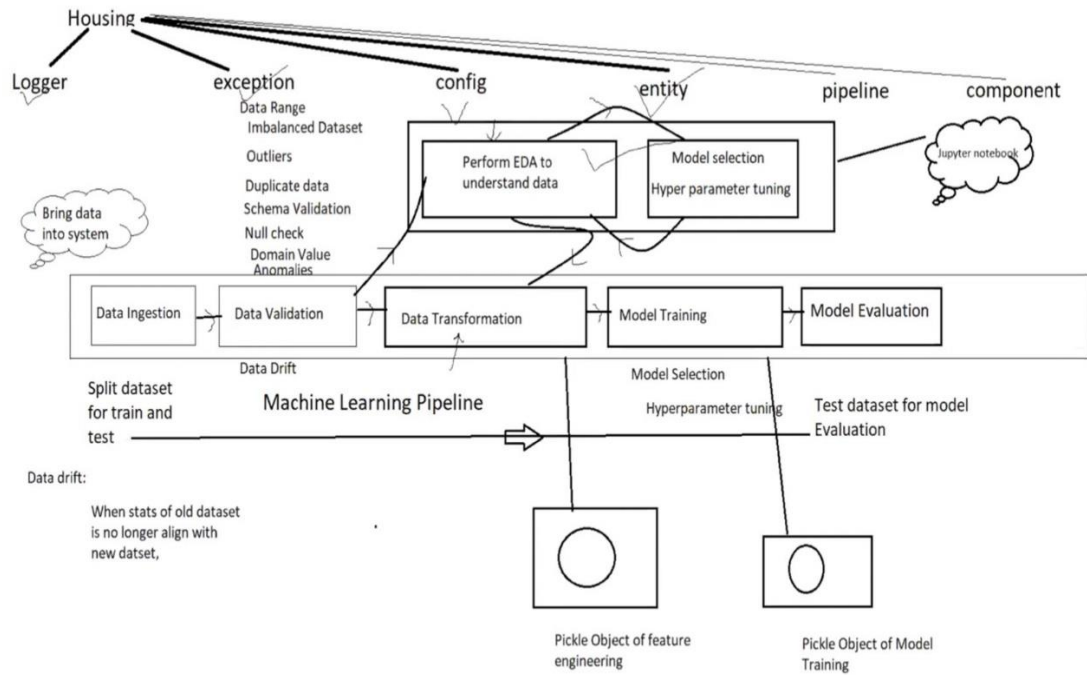 Housing
Logger
exception
config
entity
pipeline
component
Data Range
Imbalanced Dataset
Outliers
Duplicate data
Schema Validation
Null check
Domain Value
Anomalies
Perform EDA to
understand data
Model selection
Hyper parameter tuning
Jupyter notebook
Bring data
into system
Data Ingestion
Data Validation
Data Transformation
Model Training
Model Evaluation
Data Drift
Model Selection
Hyperparameter tuning
Split dataset
for train and
test
Machine Learning Pipeline
Test dataset for model
Evaluation
Data drift:
When stats of old dataset
is no longer align with
new datset,
Pickle Object of feature
engineering
Pickle Object of Model
Training